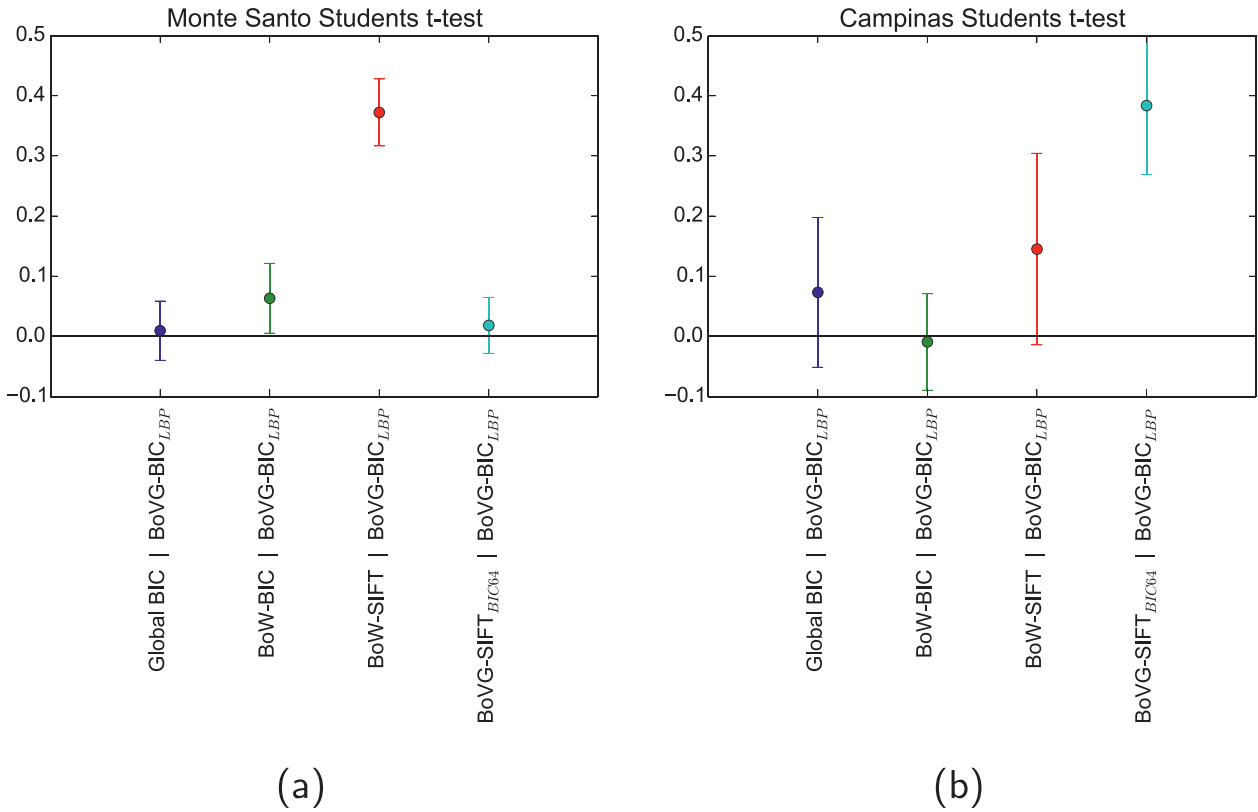 Monte Santo Students t-test
0.5
0.4
0.3
0.2
0.1
0.0
−0.1
Global BIC | BoVG-BIC_LBP
BoW-BIC | BoVG-BIC_LBP
BoW-SIFT | BoVG-BIC_LBP
BoVG-SIFT_BIC64 | BoVG-BIC_LBP
(a)
Campinas Students t-test
0.5
0.4
0.3
0.2
0.1
0.0
−0.1
Global BIC | BoVG-BIC_LBP
BoW-BIC | BoVG-BIC_LBP
BoW-SIFT | BoVG-BIC_LBP
BoVG-SIFT_BIC64 | BoVG-BIC_LBP
(b)